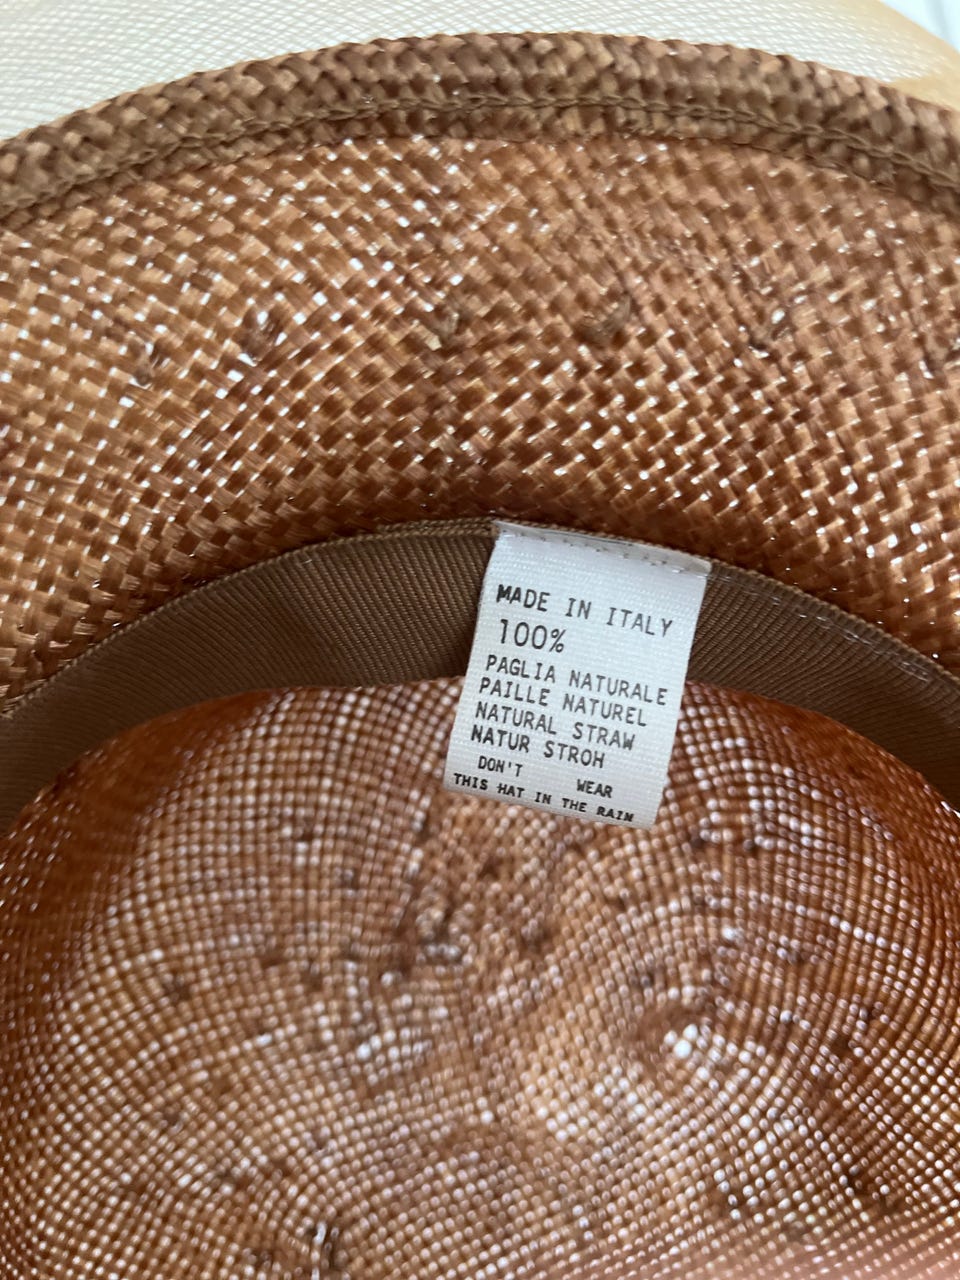 MADE IN ITALY
100%
PAGLIA NATURALE
PAILLE NATUREL
NATURAL STRAW
NATUR STROH
DON'T WEAR
THIS HAT IN THE RAIN